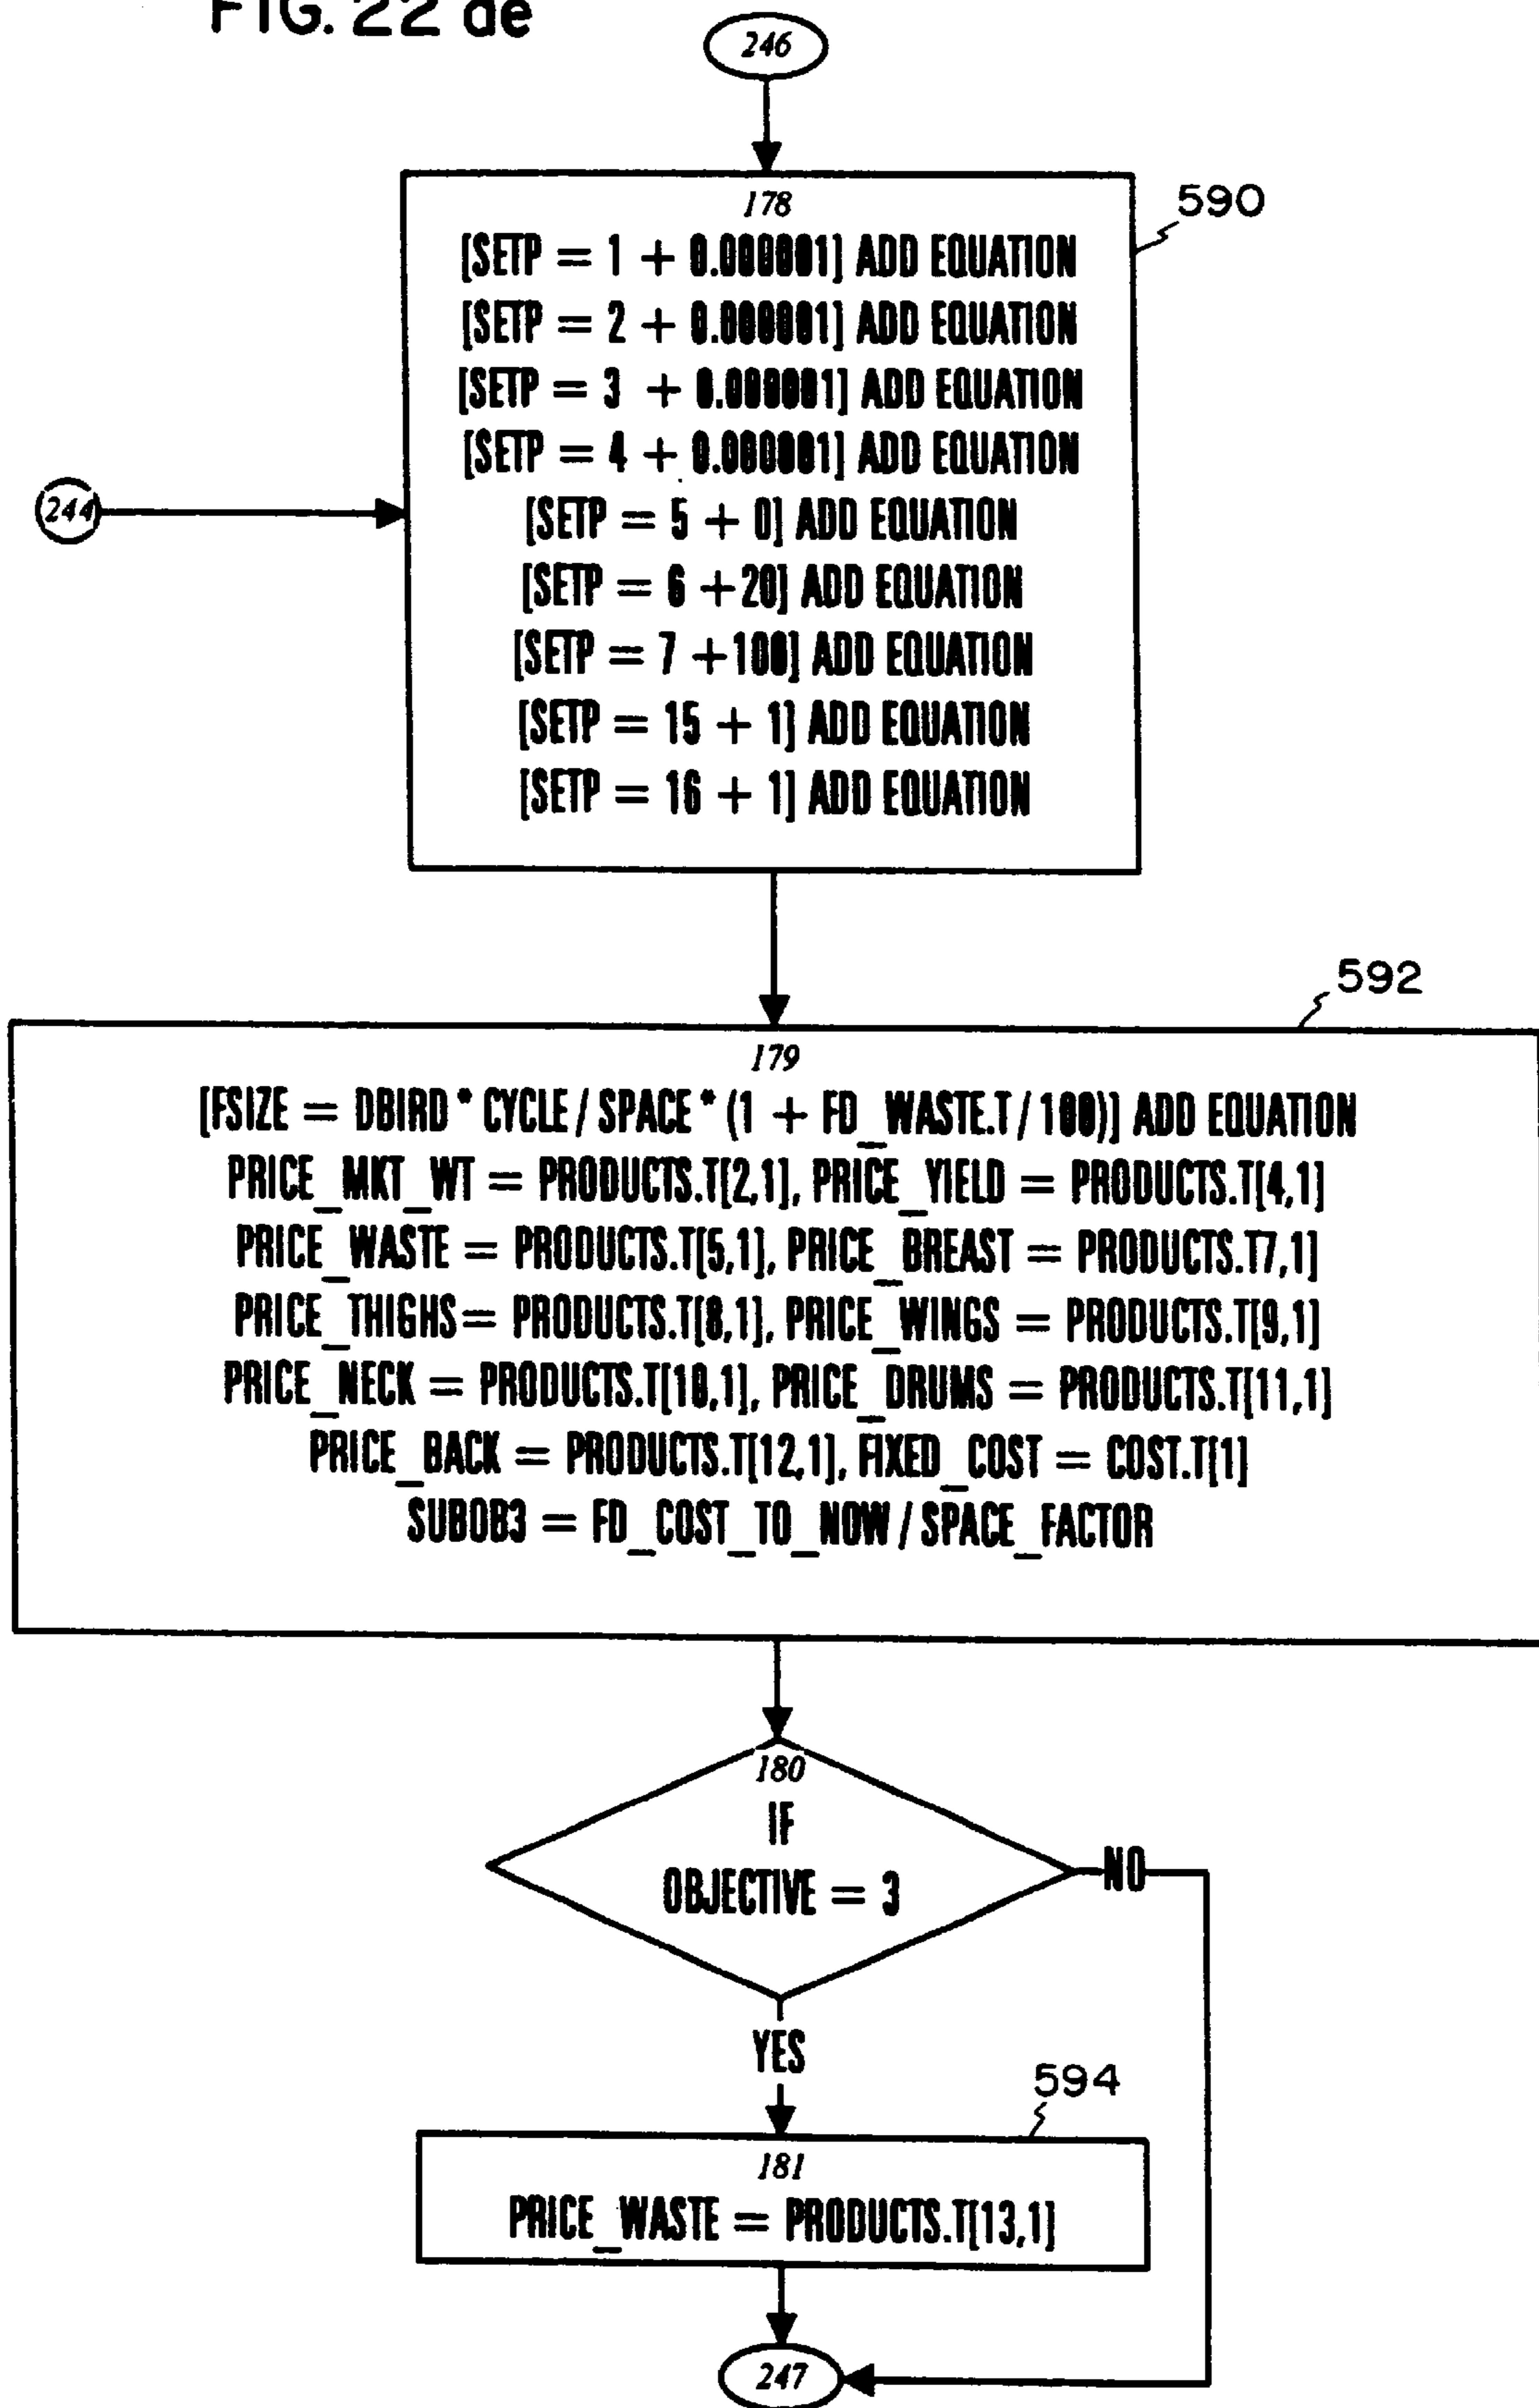 FIG. 22 de
246
178
590
[SETP = 1 + 0.000001] ADD EQUATION
[SETP = 2 + 0.000001] ADD EQUATION
[SETP = 3 + 0.000001] ADD EQUATION
[SETP = 4 + 0.000001] ADD EQUATION
244
[SETP = 5 + 0] ADD EQUATION
[SETP = 6 +20] ADD EQUATION
[SETP = 7 +100] ADD EQUATION
[SETP = 15 + 1] ADD EQUATION
[SETP = 16 + 1] ADD EQUATION
592
179
[FSIZE = DBIRD * CYCLE / SPACE * (1 + FD_WASTE.T / 100)] ADD EQUATION
PRICE_MKT_WT = PRODUCTS.T[2,1], PRICE_YIELD = PRODUCTS.T[4,1]
PRICE_WASTE = PRODUCTS.T[5,1], PRICE_BREAST = PRODUCTS.T7,1]
PRICE_THIGHS= PRODUCTS.T[8,1], PRICE_WINGS = PRODUCTS.T[9,1]
PRICE_NECK = PRODUCTS.T[10,1], PRICE_DRUMS = PRODUCTS.T[11,1]
PRICE_BACK = PRODUCTS.T[12,1], FIXED_COST = COST.T[1]
SUBOB3 = FD_COST_TO_NOW / SPACE_FACTOR
180
IF
OBJECTIVE = 3
NO
YES
594
181
PRICE_WASTE = PRODUCTS.T[13,1]
247